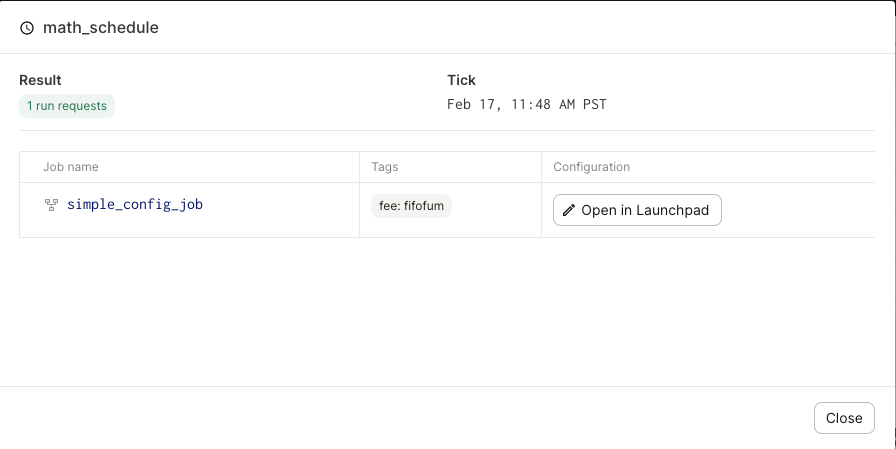 math_schedule
Result
Tick
1 run requests
Feb 17, 11:48 AM PST
Job name
Tags
Configuration
simple_config_job
fee: fifofum
Open in Launchpad
Close